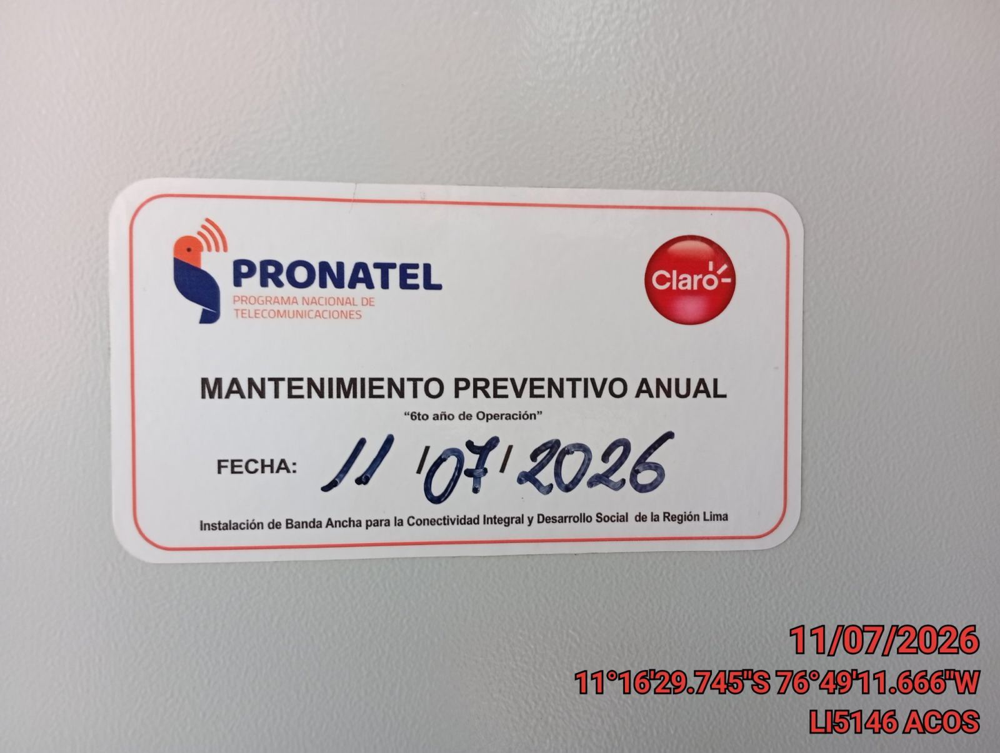 PRONATEL
PROGRAMA NACIONAL DE
TELECOMUNICACIONES
Claro
MANTENIMIENTO PREVENTIVO ANUAL
“6to año de Operación”
FECHA: 11/07/2026
Instalación de Banda Ancha para la Conectividad Integral y Desarrollo Social de la Región Lima
11/07/2026
11°16'29.745"S 76°49'11.666"W
LI5146 ACOS